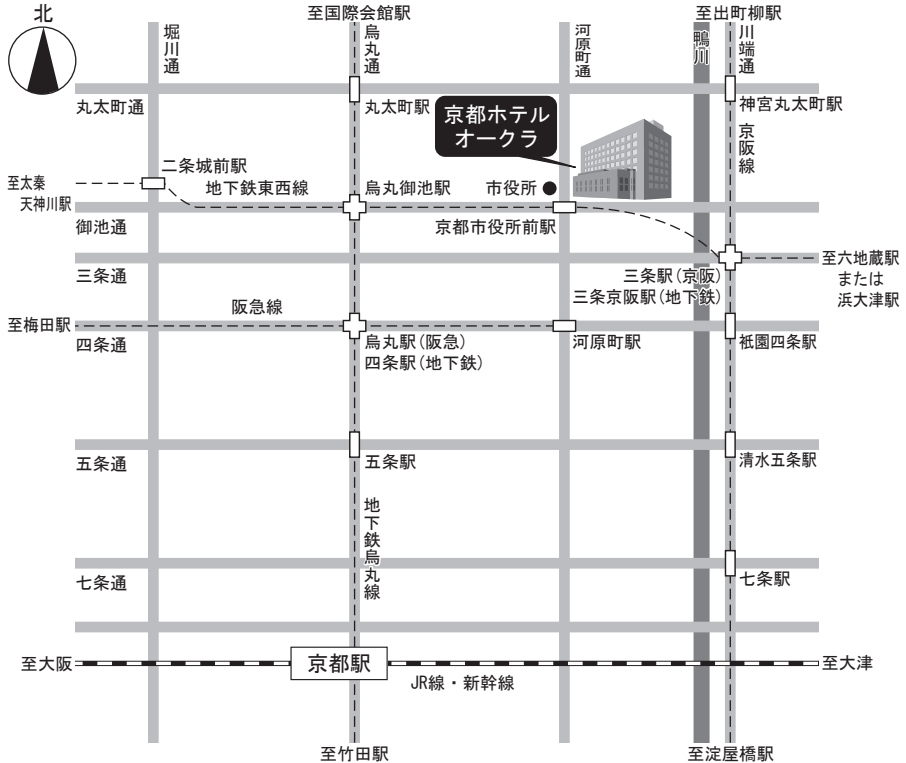 北
至国際会館駅
至出町柳駅
堀川通
烏丸通
河原町通
鴨川
川端通
丸太町通
丸太町駅
神宮丸太町駅
京都ホテル
オークラ
京阪線
二条城前駅
至太秦
天神川駅
地下鉄東西線
烏丸御池駅
市役所
御池通
京都市役所前駅
三条通
三条駅(京阪)
三条京阪駅(地下鉄)
至六地蔵駅
または
浜大津駅
阪急線
至梅田駅
四条通
烏丸駅(阪急)
四条駅(地下鉄)
河原町駅
祇園四条駅
五条通
五条駅
清水五条駅
地下鉄烏丸線
七条通
七条駅
至大阪
京都駅
JR線・新幹線
至大津
至竹田駅
至淀屋橋駅